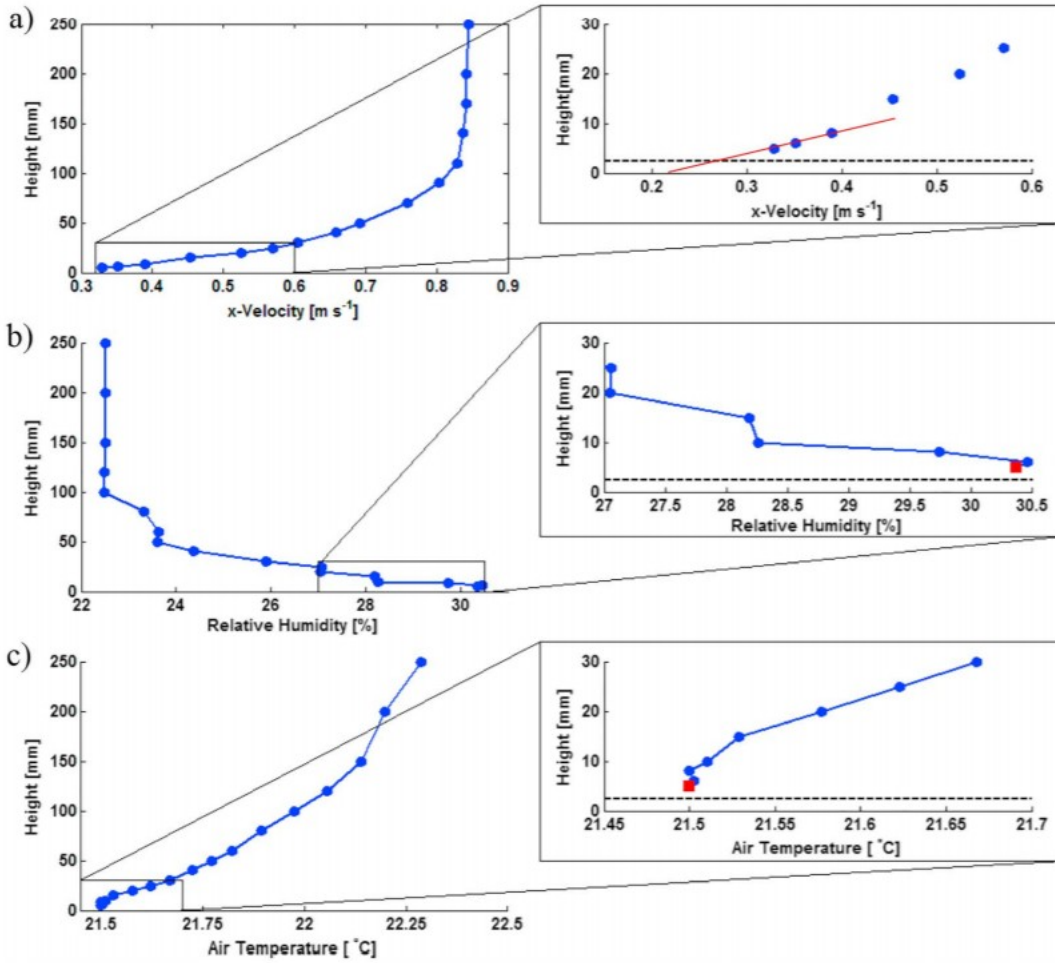 a)
250
200
150
100
50
0
Height [mm]
0.3 0.4 0.5 0.6 0.7 0.8 0.9
x-Velocity [m s⁻¹]
30
20
10
0
Height[mm]
0.2 0.3 0.4 0.5 0.6
x-Velocity [m s⁻¹]
b)
250
200
150
100
50
0
Height [mm]
22 24 26 28 30
Relative Humidity [%]
30
20
10
0
Height [mm]
27 27.5 28 28.5 29 29.5 30 30.5
Relative Humidity [%]
c)
250
200
150
100
50
0
Height [mm]
21.5 21.75 22 22.25 22.5
Air Temperature [ °C]
30
20
10
0
Height [mm]
21.45 21.5 21.55 21.6 21.65 21.7
Air Temperature [ °C]